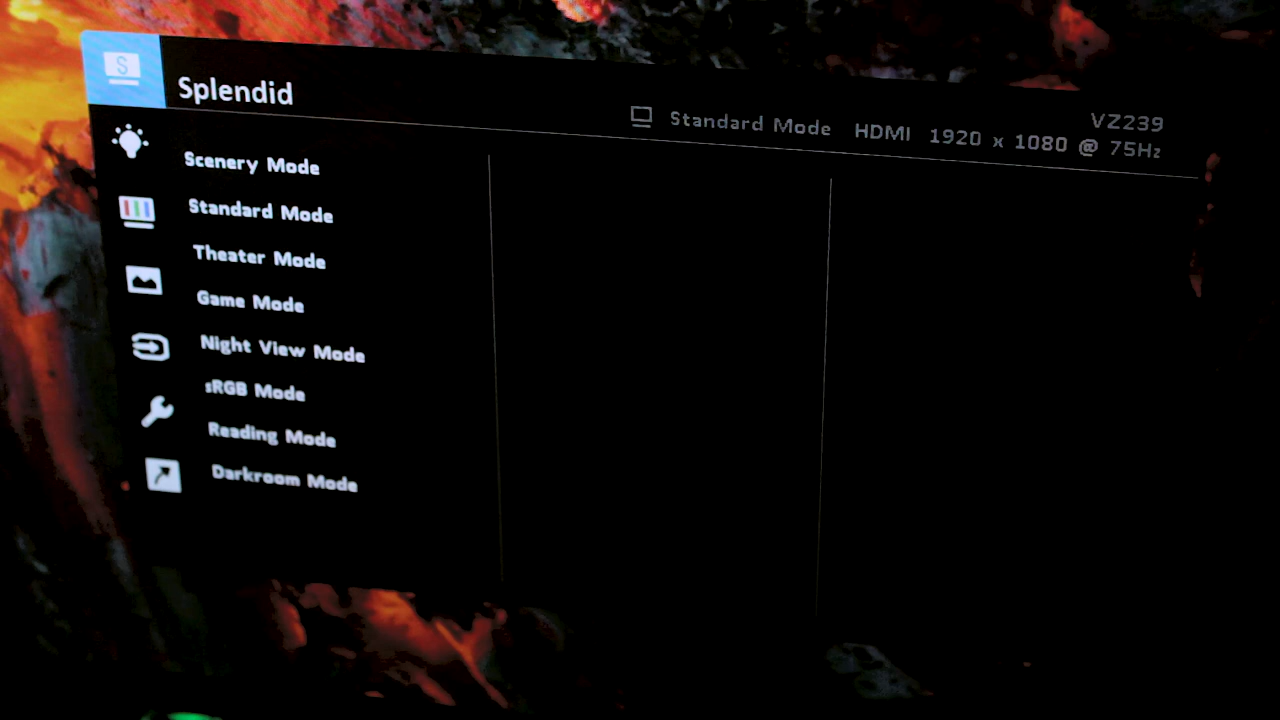 S
Splendid
VZ239
Standard Mode HDMI 1920 x 1080 @ 75Hz
Scenery Mode
Standard Mode
Theater Mode
Game Mode
Night View Mode
sRGB Mode
Reading Mode
Darkroom Mode